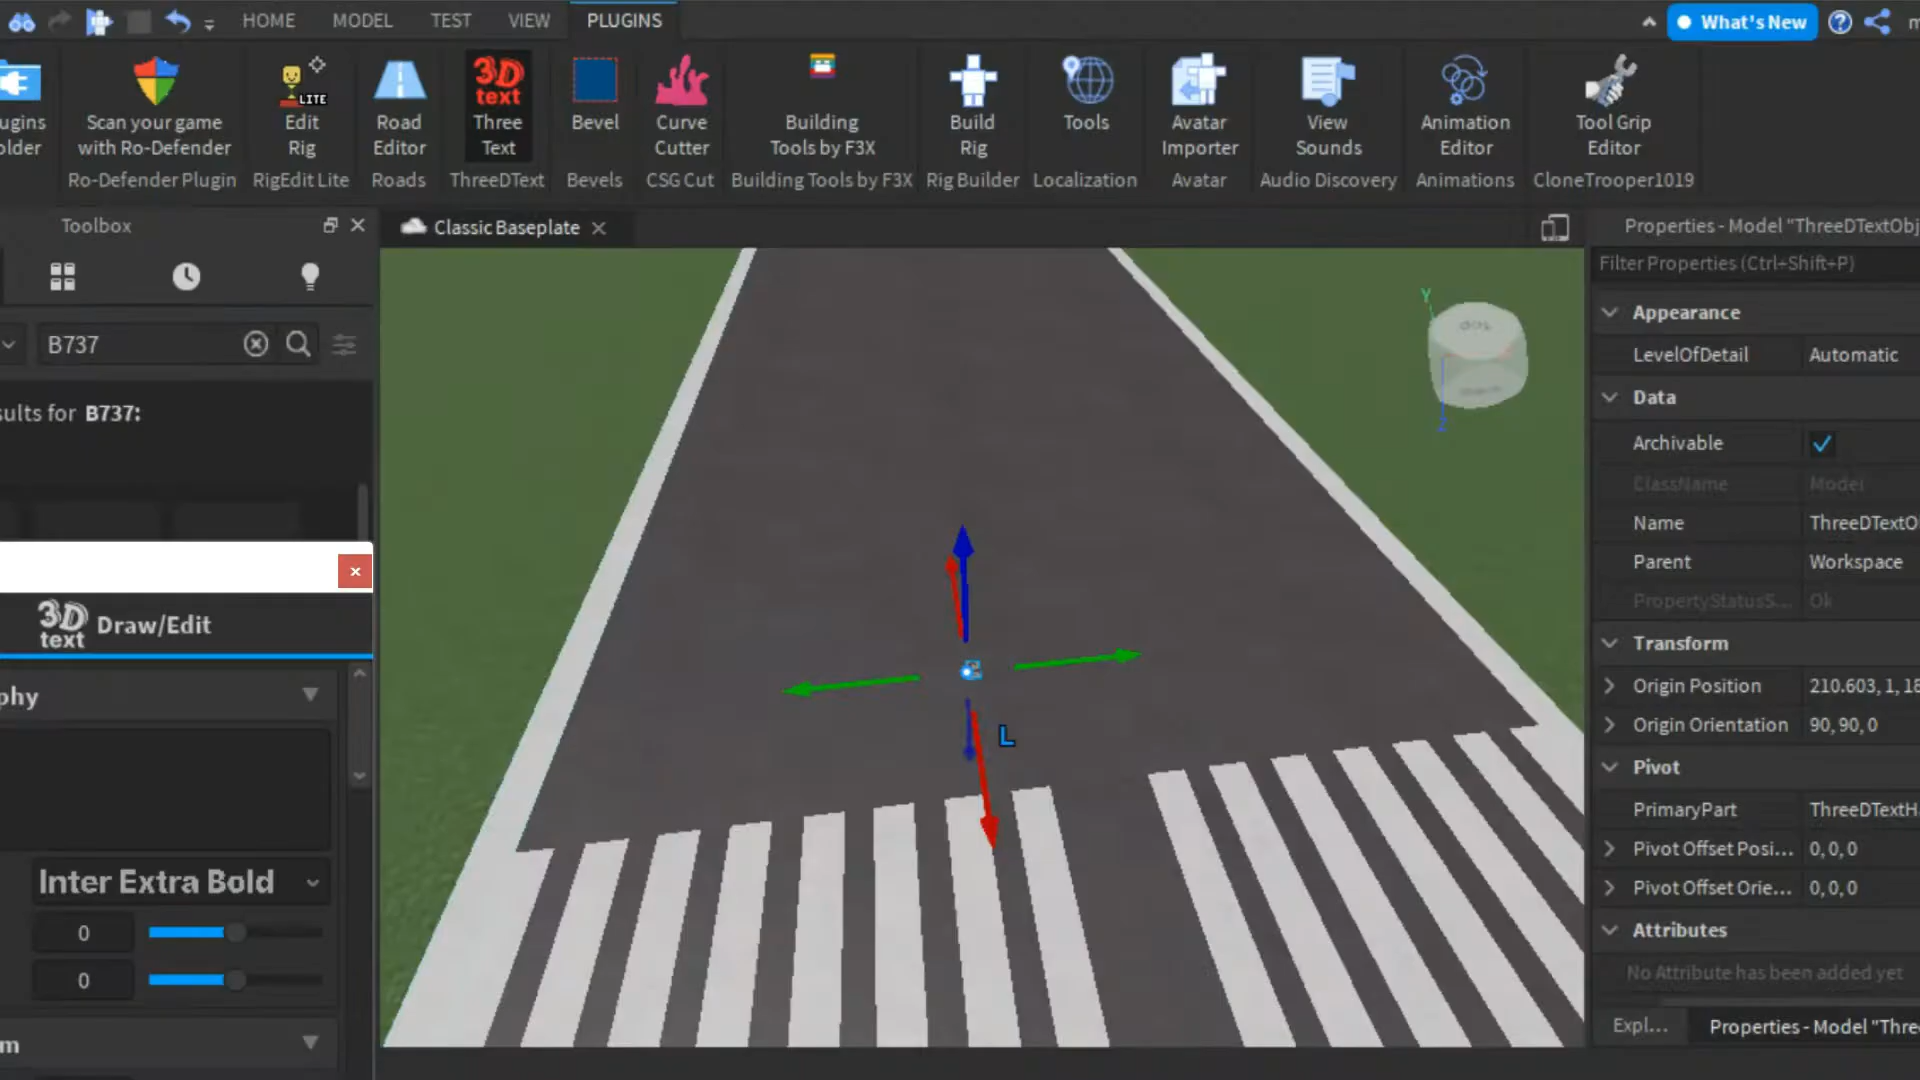 HOME MODEL TEST VIEW PLUGINS What's New
ugins older
Scan your game with Ro-Defender
Edit Rig
LITE
Road Editor
3D text
Three Text
Bevel
Curve Cutter
Building Tools by F3X
Build Rig
Tools
Avatar Importer
View Sounds
Animation Editor
Tool Grip Editor
Ro-Defender Plugin RigEdit Lite Roads ThreeDText Bevels CSG Cut Building Tools by F3X Rig Builder Localization Avatar Audio Discovery Animations CloneTrooper1019
Toolbox
Classic Baseplate
Properties - Model "ThreeDTextObj
Filter Properties (Ctrl+Shift+P)
B737
sults for B737:
3D text Draw/Edit
phy
Inter Extra Bold
0
0
m
Y
Z
L
Appearance
LevelOfDetail Automatic
Data
Archivable
ClassName Model
Name ThreeDTextO
Parent Workspace
PropertyStatusS... Ok
Transform
Origin Position 210.603, 1, 18
Origin Orientation 90, 90, 0
Pivot
PrimaryPart ThreeDTextH
Pivot Offset Posi... 0, 0, 0
Pivot Offset Orie... 0, 0, 0
Attributes
No Attribute has been added yet
Expl... Properties - Model "Three